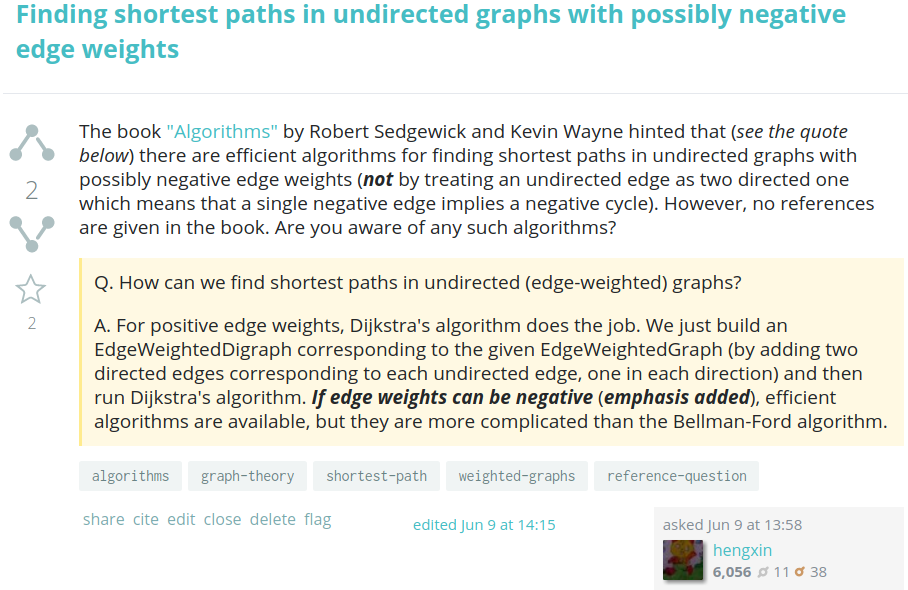 Finding shortest paths in undirected graphs with possibly negative
edge weights
2
2
The book "Algorithms" by Robert Sedgewick and Kevin Wayne hinted that (see the quote
below) there are efficient algorithms for finding shortest paths in undirected graphs with
possibly negative edge weights (not by treating an undirected edge as two directed one
which means that a single negative edge implies a negative cycle). However, no references
are given in the book. Are you aware of any such algorithms?
Q. How can we find shortest paths in undirected (edge-weighted) graphs?
A. For positive edge weights, Dijkstra's algorithm does the job. We just build an
EdgeWeightedDigraph corresponding to the given EdgeWeightedGraph (by adding two
directed edges corresponding to each undirected edge, one in each direction) and then
run Dijkstra's algorithm. If edge weights can be negative (emphasis added), efficient
algorithms are available, but they are more complicated than the Bellman-Ford algorithm.
algorithms graph-theory shortest-path weighted-graphs reference-question
share cite edit close delete flag
edited Jun 9 at 14:15
asked Jun 9 at 13:58
hengxin
6,056 11 38